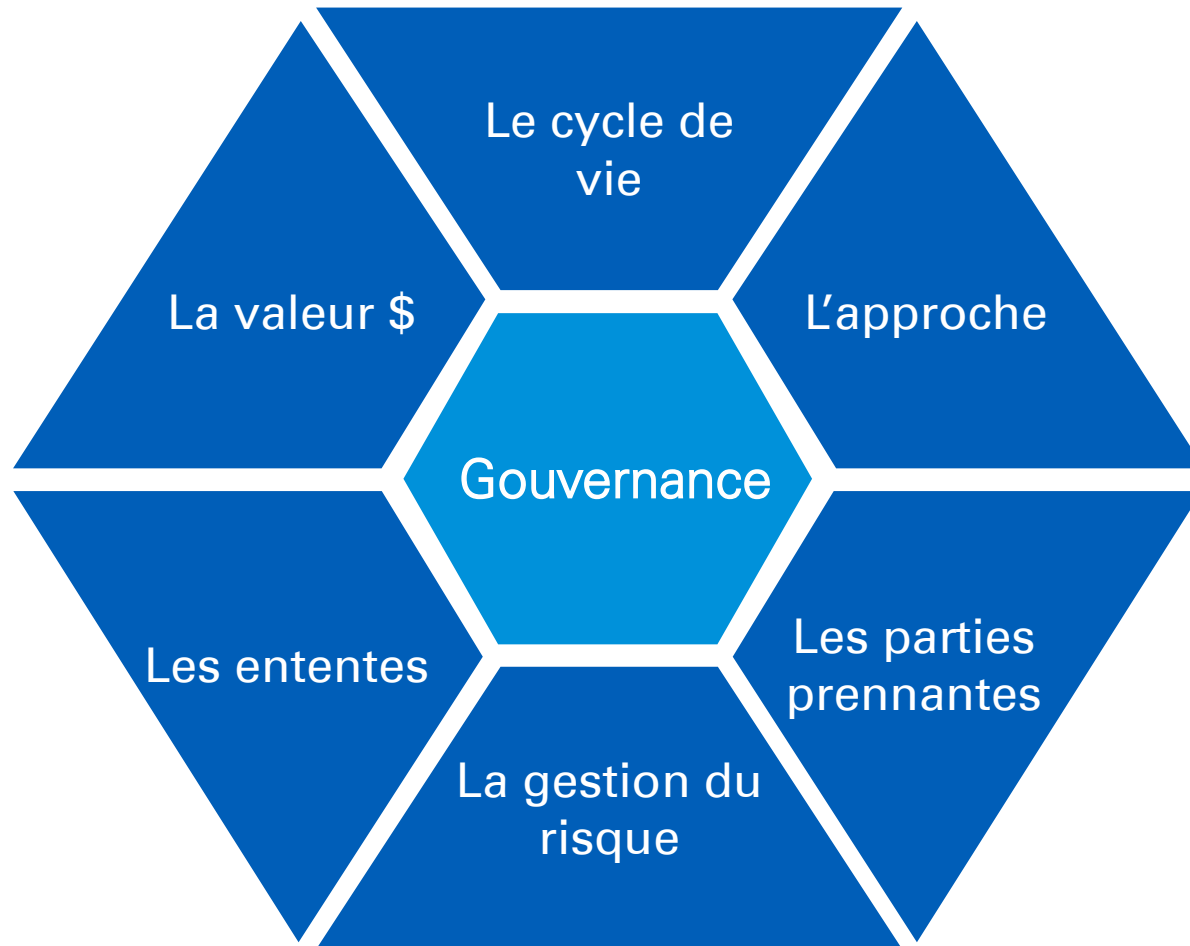 Le cycle de
vie
La valeur $
L'approche
Gouvernance
Les ententes
Les parties
prennantes
La gestion du
risque